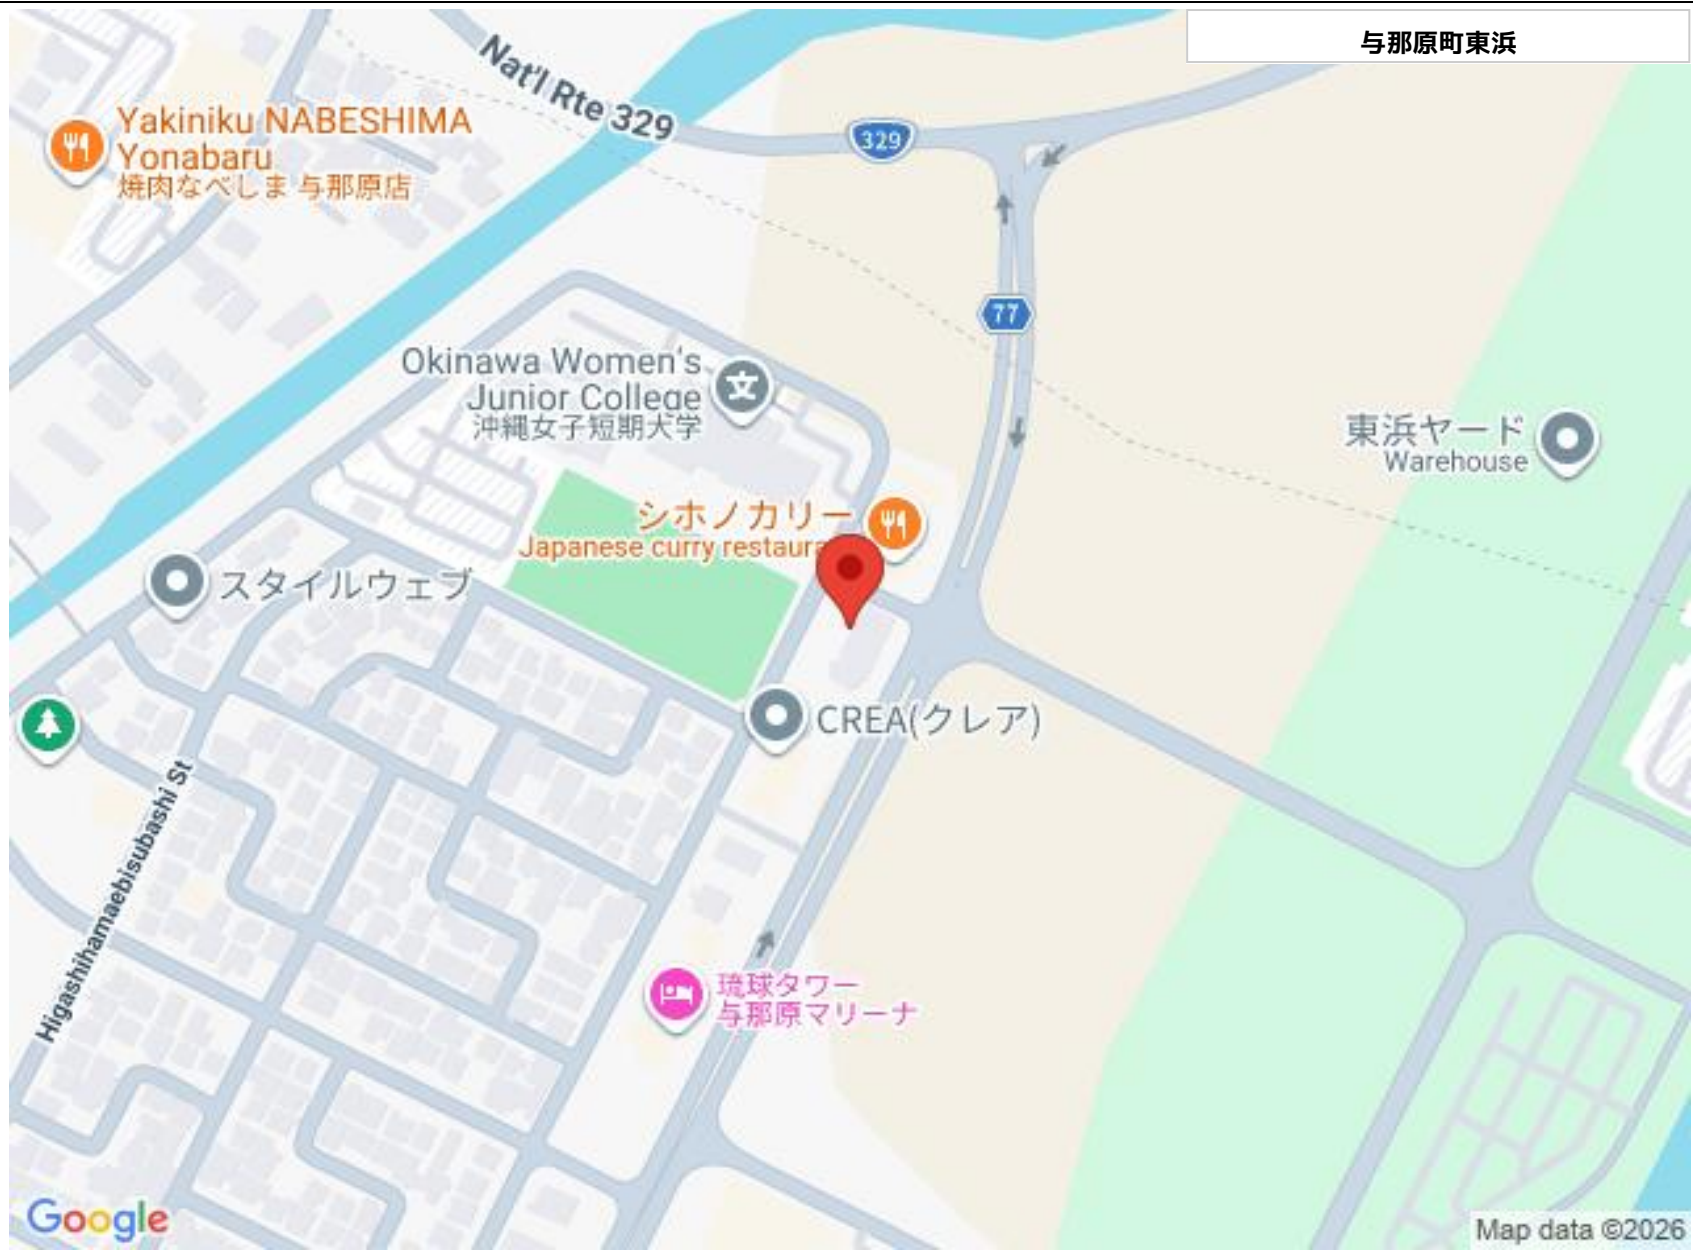 与那原町東浜
Nat'l Rte 329
Yakiniku NABESHIMA
Yonabaru
焼肉なべしま 与那原店
329
77
Okinawa Women's
Junior College
沖縄女子短期大学
文
東浜ヤード
Warehouse
シホノカリー
Japanese curry restaura
スタイルウェブ
CREA(クレア)
Higashihamaebisubashi St
琉球タワー
与那原マリーナ
Google
Map data ©2026